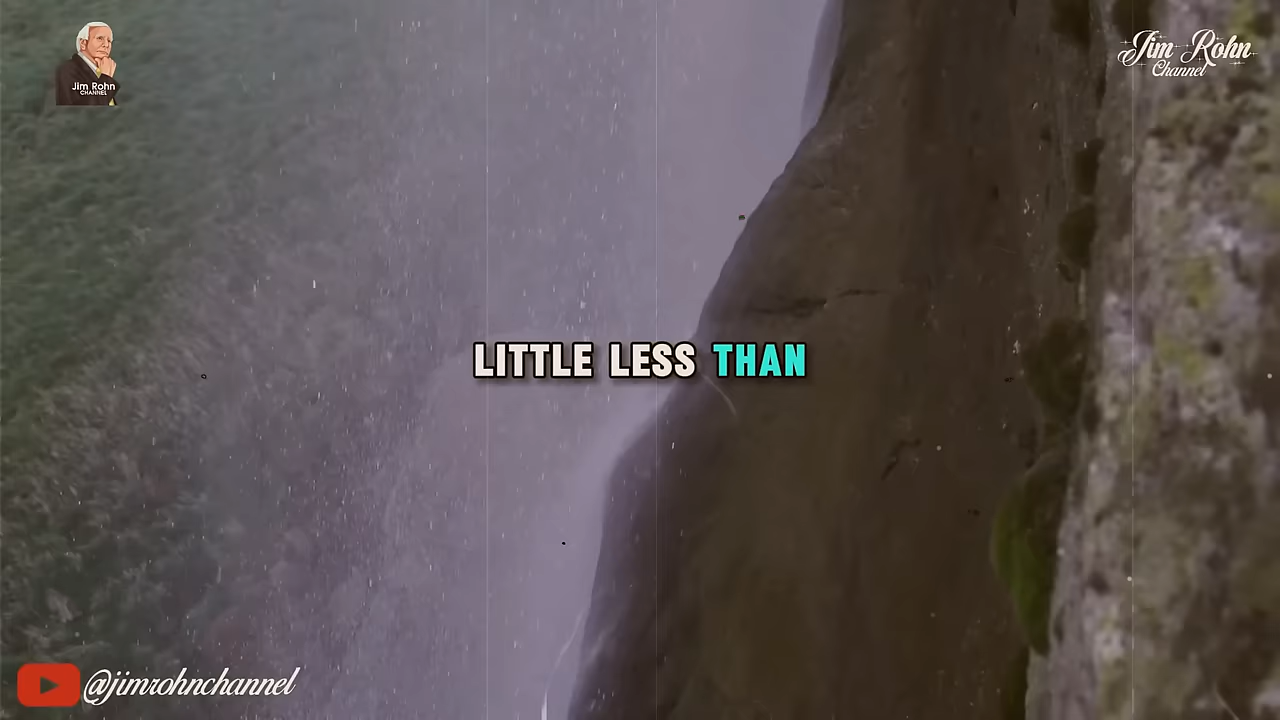 Jim Rohn
CHANNEL
Jim Rohn
Channel
LITTLE LESS THAN
@jimrohnchannel